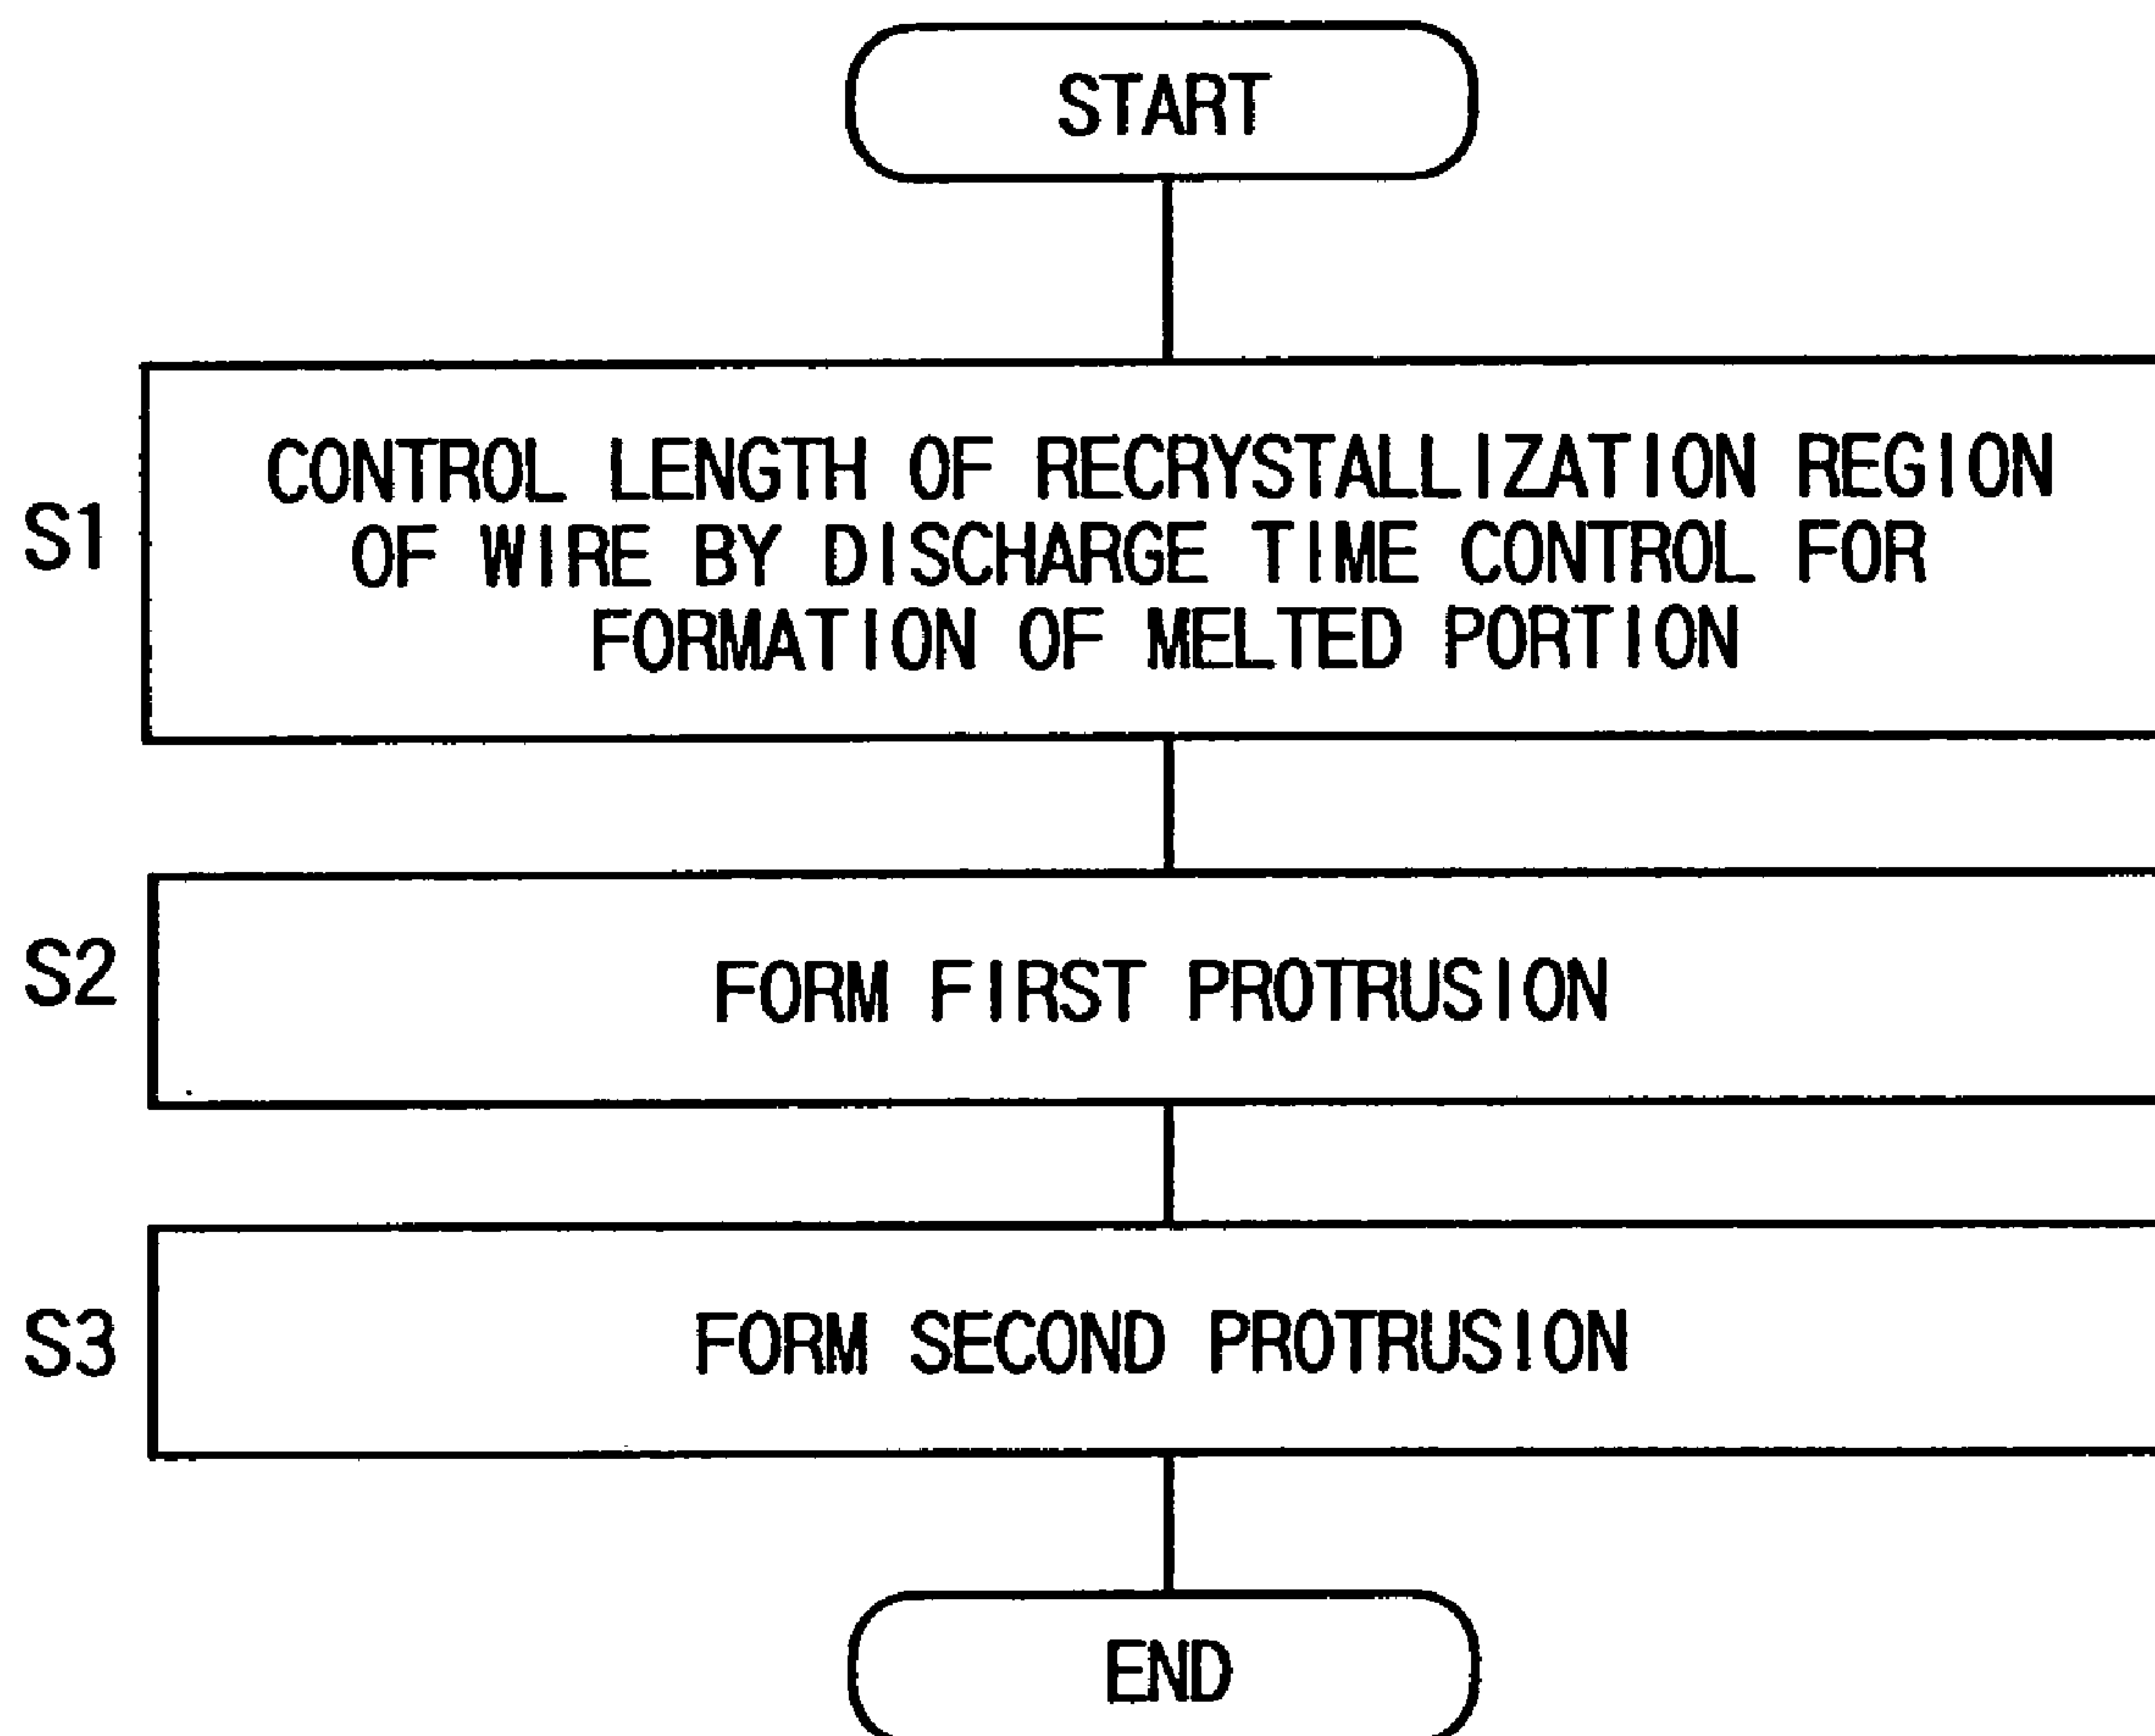 START
S1
CONTROL LENGTH OF RECRYSTALLIZATION REGION
OF WIRE BY DISCHARGE TIME CONTROL FOR
FORMATION OF MELTED PORTION
S2
FORM FIRST PROTRUSION
S3
FORM SECOND PROTRUSION
END